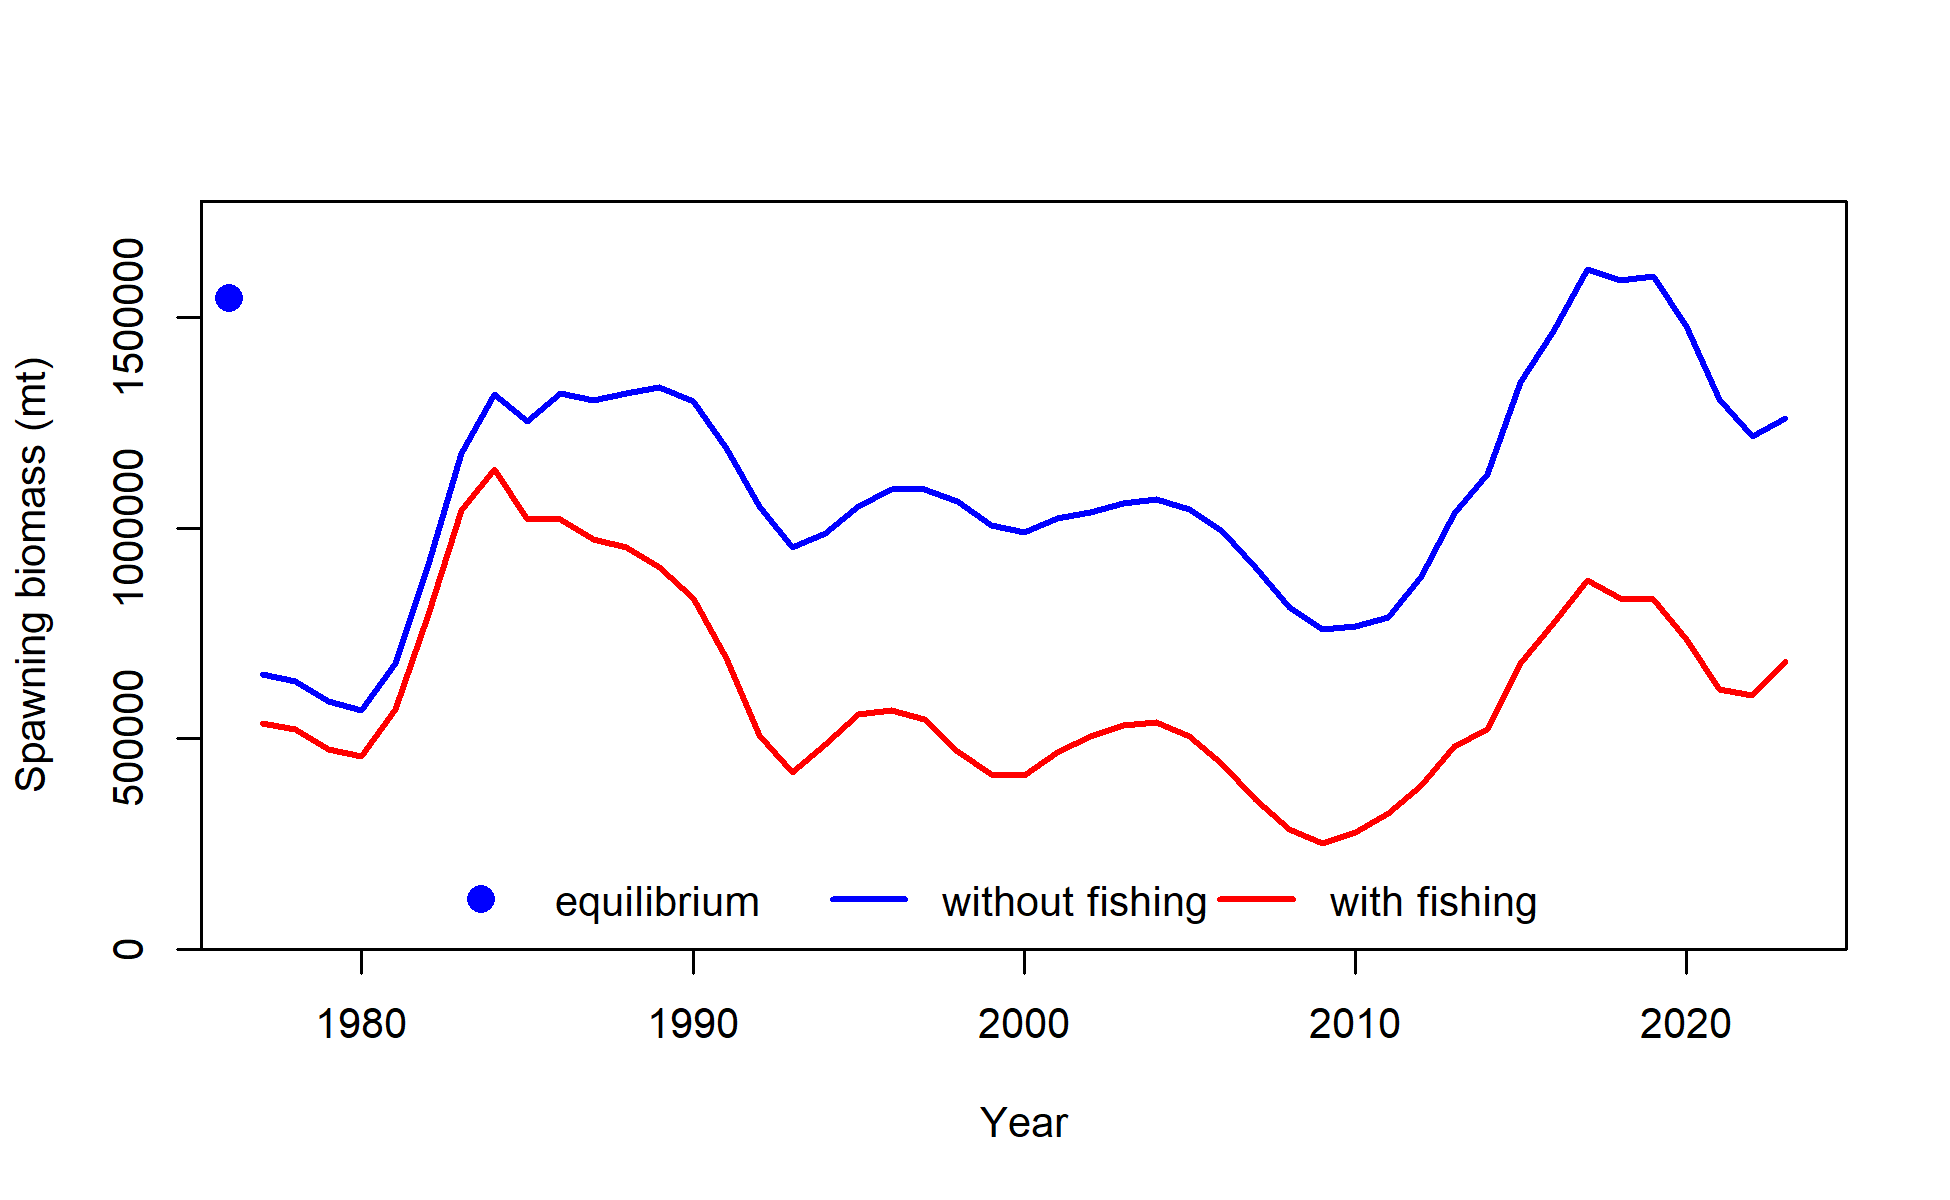 Spawning biomass (mt)
1500000
1000000
500000
0
equilibrium without fishing with fishing
1980 1990 2000 2010 2020
Year